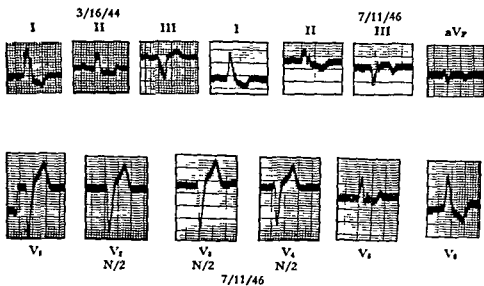 3/16/44 7/11/46
I II III I II III aVF
V1 V2 V3 V4 V5 V6
N/2 N/2 N/2
7/11/46